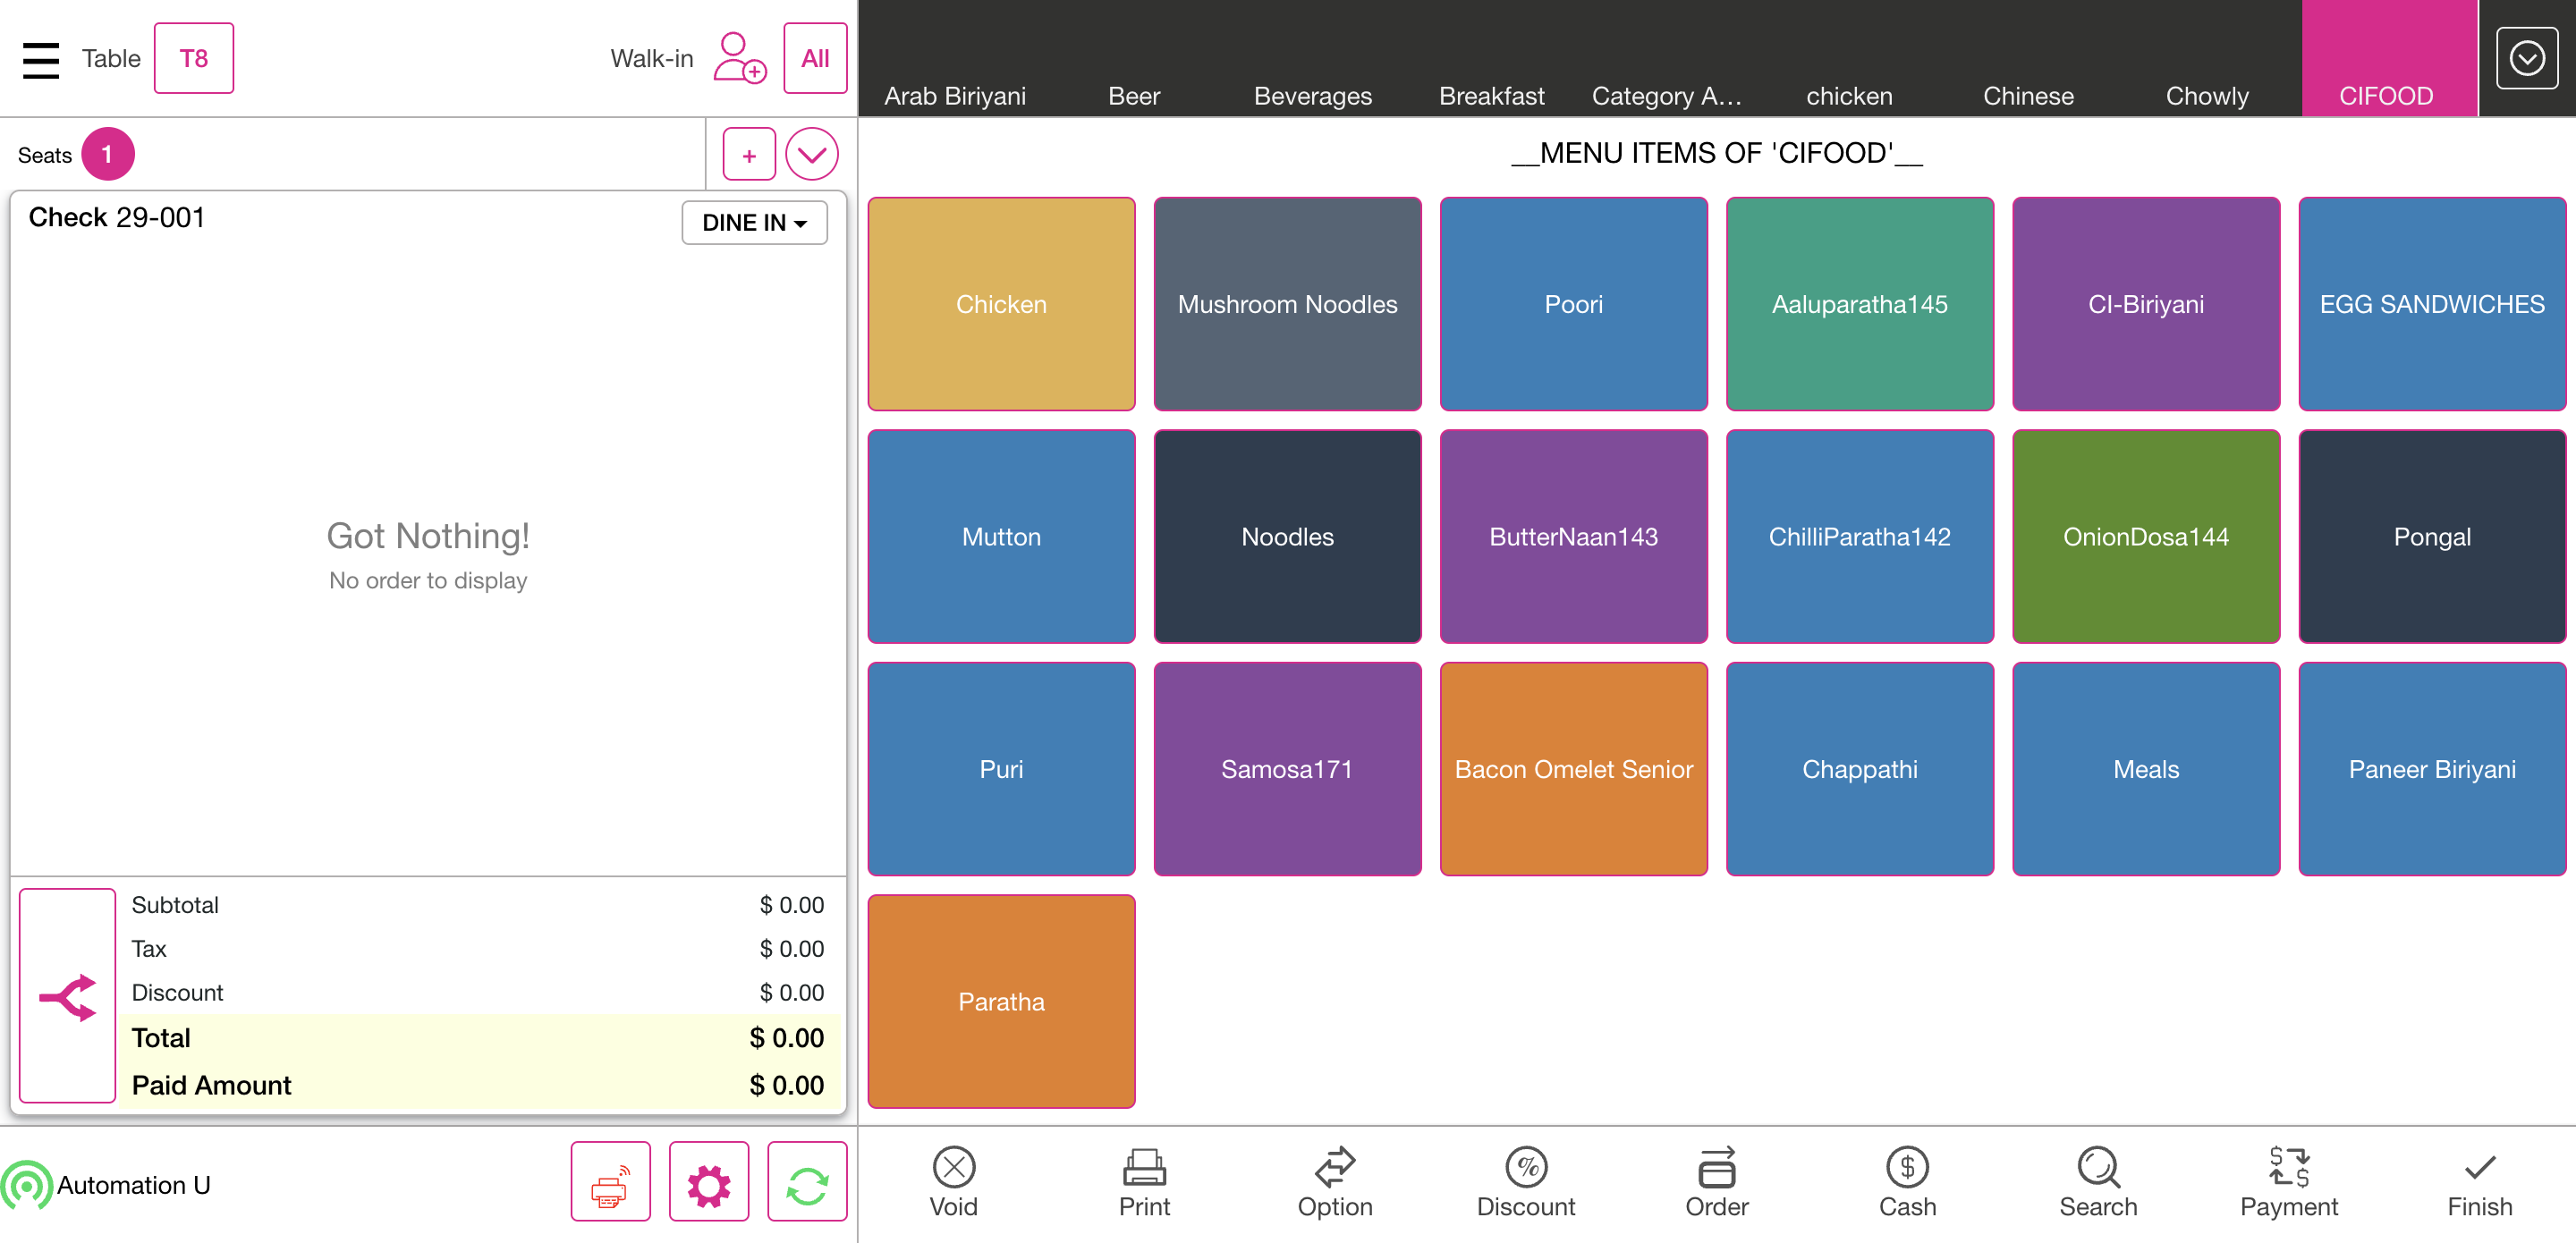 Table T8 Walk-in All
Arab Biriyani Beer Beverages Breakfast Category A... chicken Chinese Chowly CIFOOD
Seats 1 +
__MENU ITEMS OF 'CIFOOD'__
Check 29-001 DINE IN
Got Nothing!
No order to display
Chicken Mushroom Noodles Poori Aaluparatha145 CI-Biriyani EGG SANDWICHES
Mutton Noodles ButterNaan143 ChilliParatha142 OnionDosa144 Pongal
Puri Samosa171 Bacon Omelet Senior Chappathi Meals Paneer Biriyani
Paratha
Subtotal $ 0.00
Tax $ 0.00
Discount $ 0.00
Total $ 0.00
Paid Amount $ 0.00
Automation U
Void Print Option Discount Order Cash Search Payment Finish